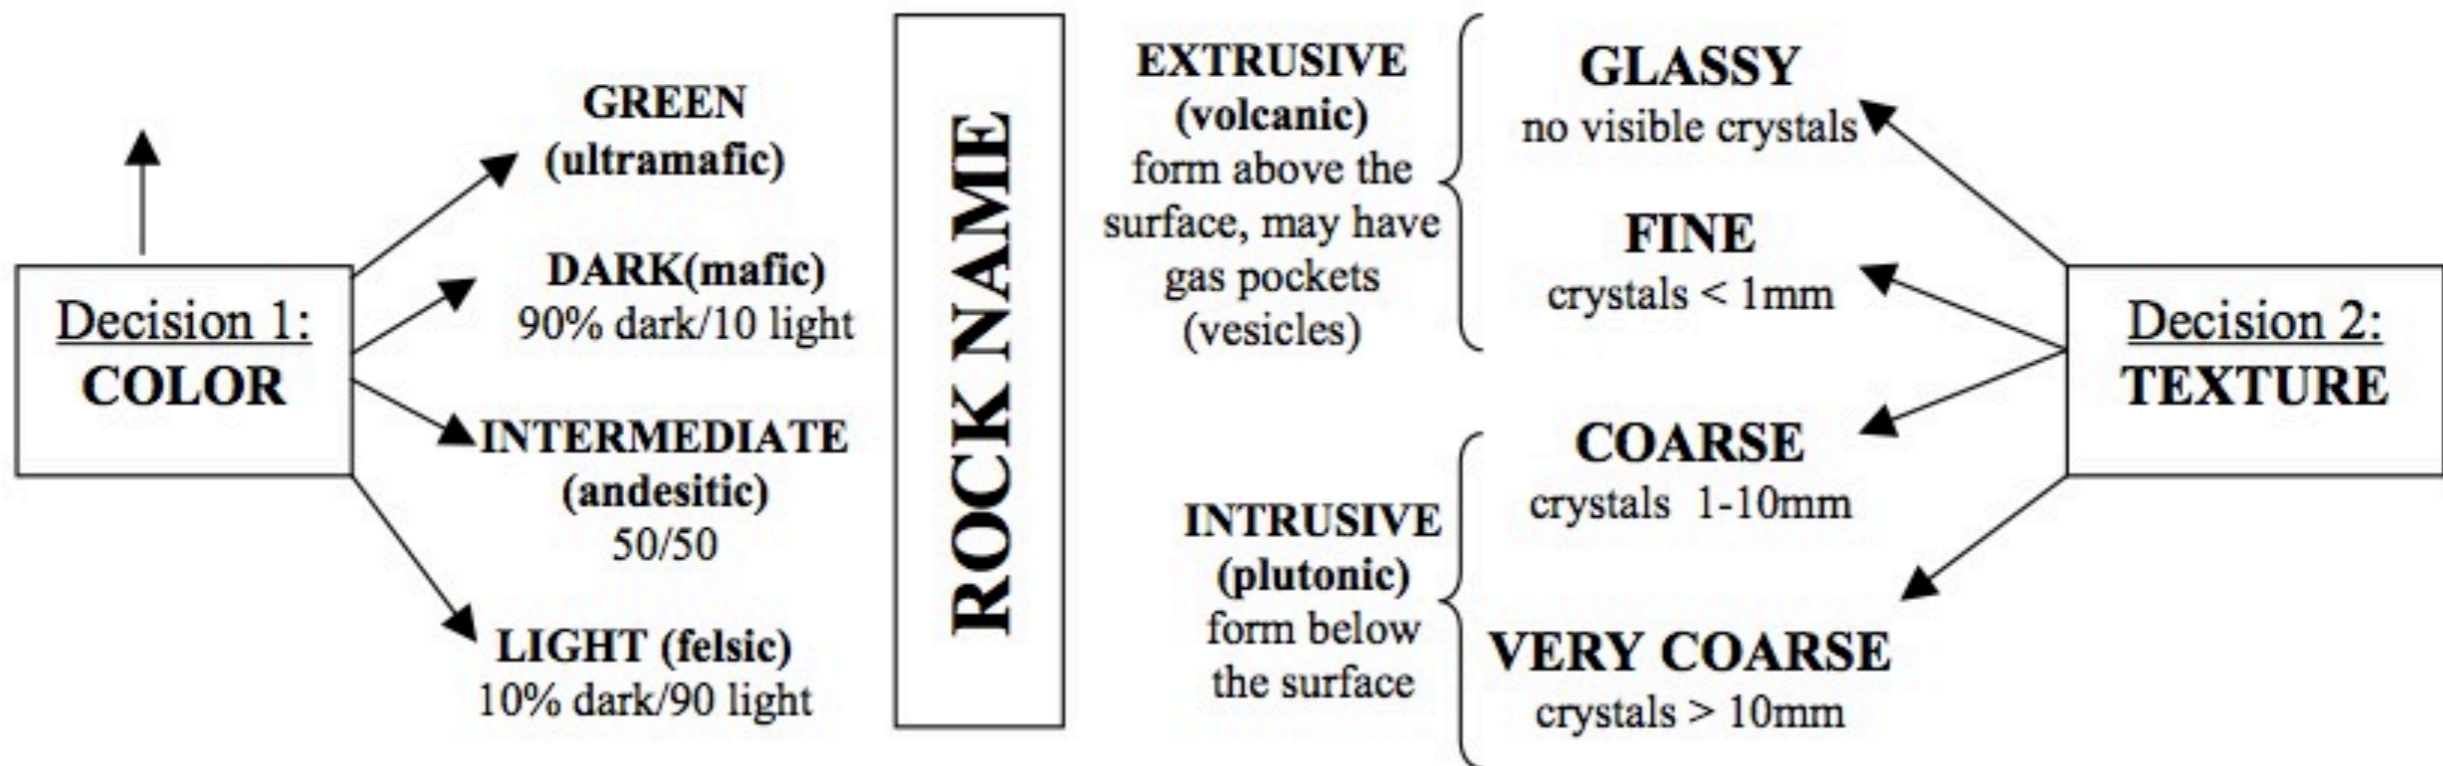 Decision 1:
COLOR
GREEN
(ultramafic)
DARK(mafic)
90% dark/10 light
INTERMEDIATE
(andesitic)
50/50
LIGHT (felsic)
10% dark/90 light
ROCK NAME
EXTRUSIVE
(volcanic)
form above the
surface, may have
gas pockets
(vesicles)
INTRUSIVE
(plutonic)
form below
the surface
GLASSY
no visible crystals
FINE
crystals < 1mm
COARSE
crystals 1-10mm
VERY COARSE
crystals > 10mm
Decision 2:
TEXTURE